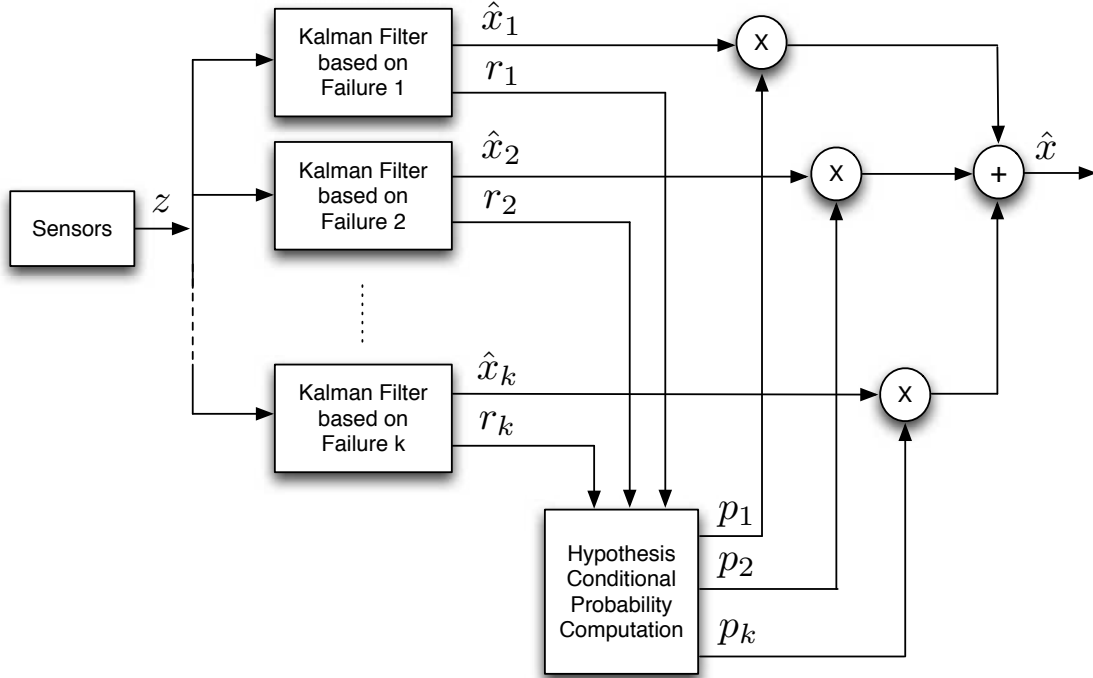 Kalman Filter
based on
Failure 1
x̂₁
r₁
X
Kalman Filter
based on
Failure 2
x̂₂
r₂
X
+
x̂
Sensors
z
Kalman Filter
based on
Failure k
x̂ₖ
rₖ
X
Hypothesis
Conditional
Probability
Computation
p₁
p₂
pₖ